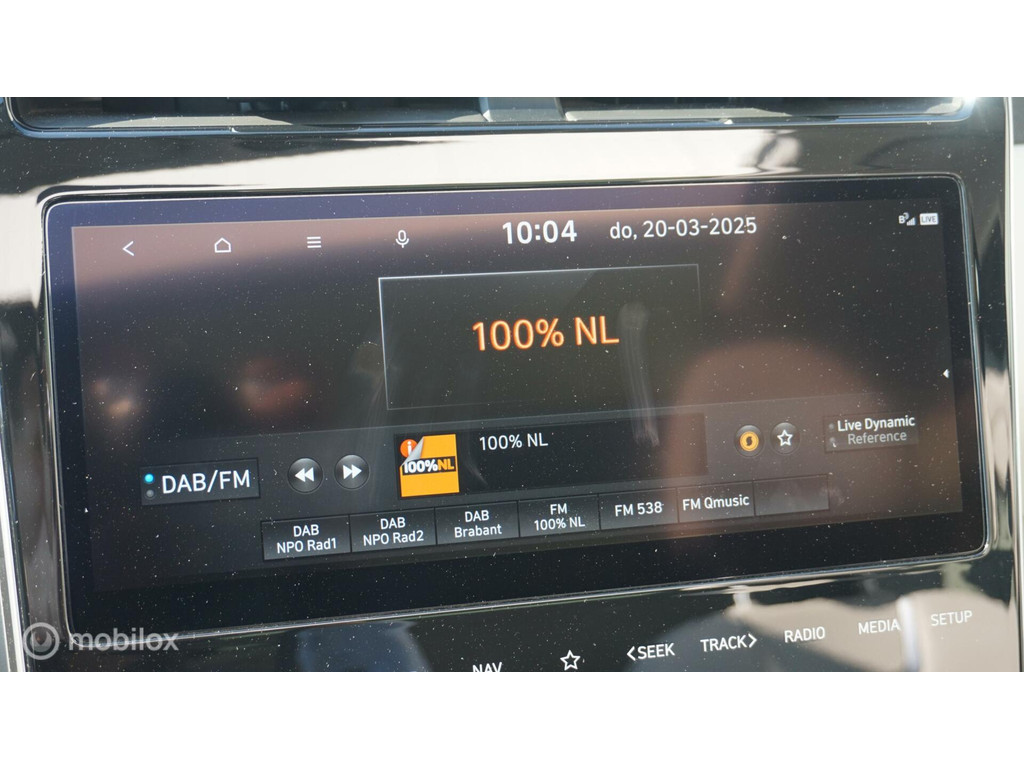 10:04 do, 20-03-2025 LIVE
100% NL
100%NL
100% NL
Live Dynamic
Reference
DAB/FM
DAB
NPO Rad1
DAB
NPO Rad2
DAB
Brabant
FM
100% NL
FM 538
FM Qmusic
NAV
SEEK
TRACK
RADIO
MEDIA
SETUP
mobilox